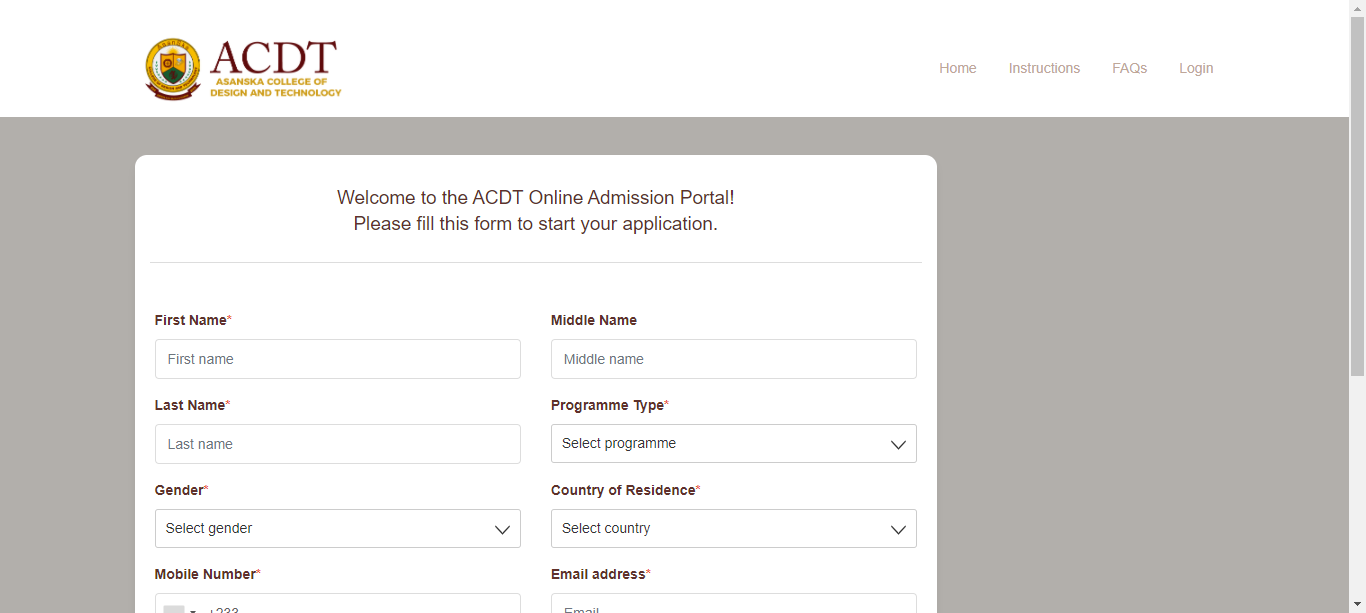 ACDT
ASANSKA COLLEGE OF
DESIGN AND TECHNOLOGY
Home Instructions FAQs Login
Welcome to the ACDT Online Admission Portal!
Please fill this form to start your application.
First Name* Middle Name
First name Middle name
Last Name* Programme Type*
Last name Select programme
Gender* Country of Residence*
Select gender Select country
Mobile Number* Email address*
+233 Email